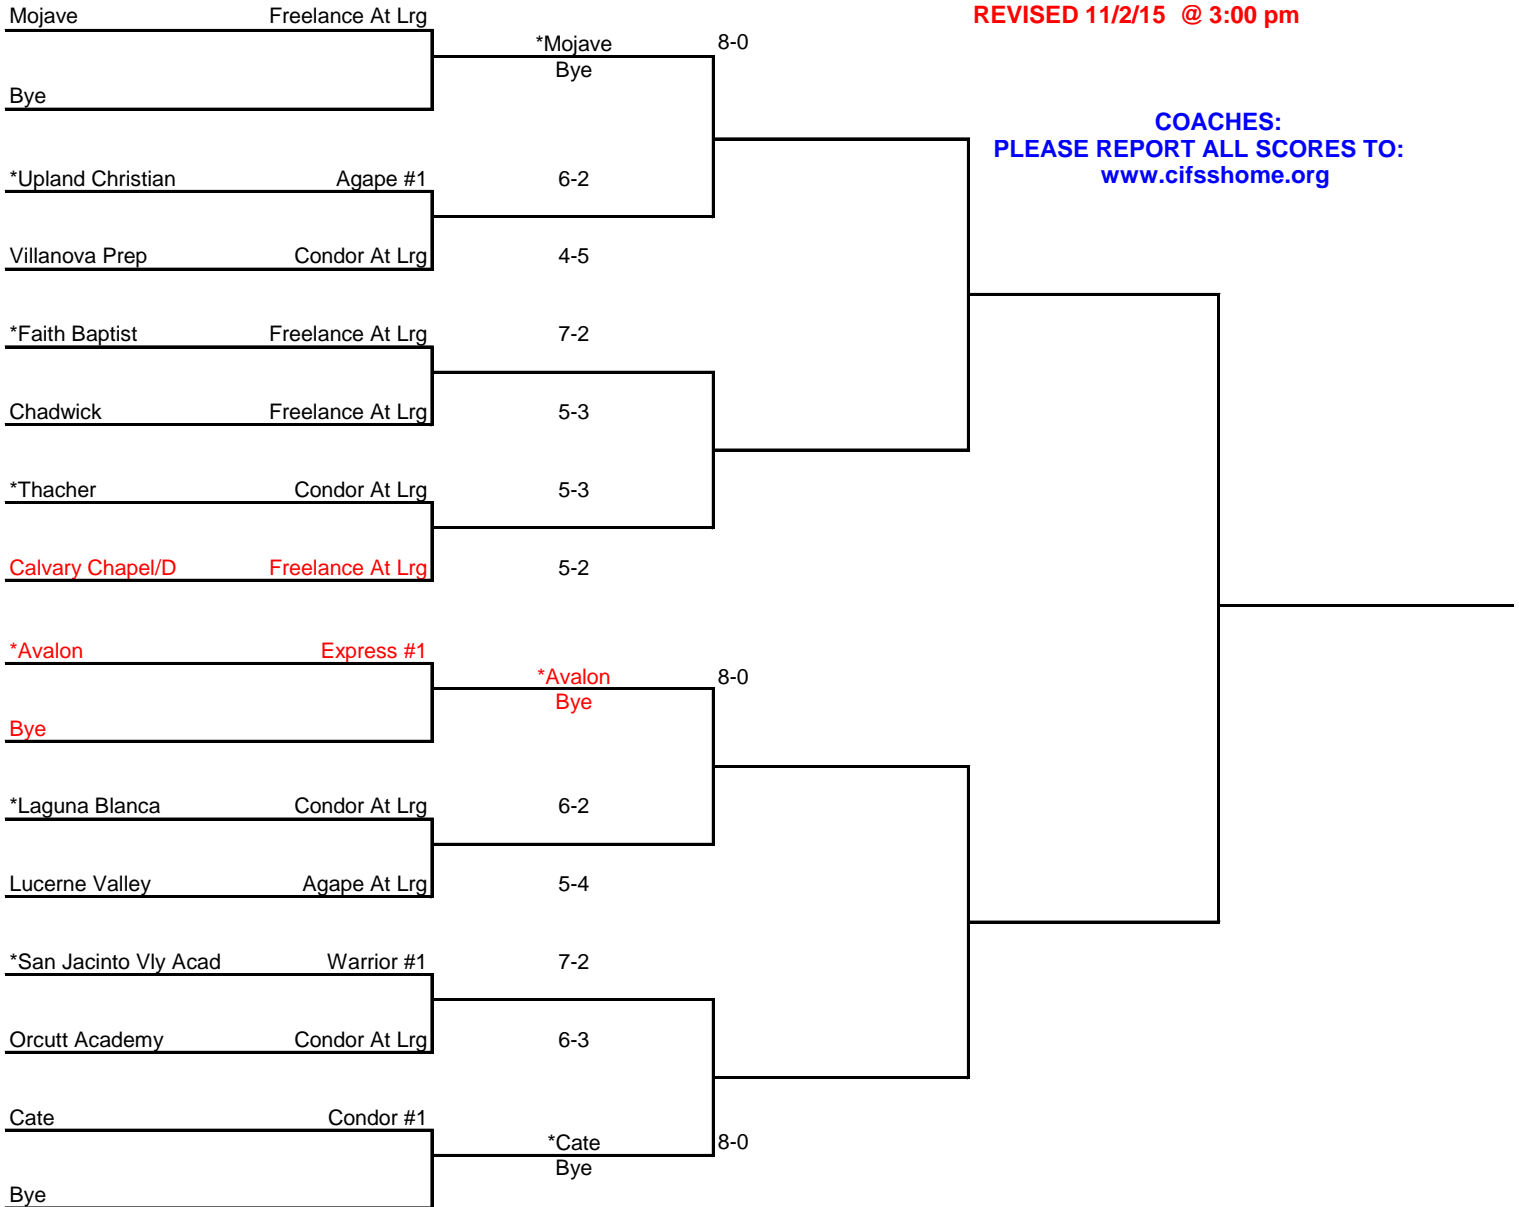 Mojave Freelance At Lrg
REVISED 11/2/15 @ 3:00 pm
*Mojave 8-0
Bye
Bye
COACHES:
PLEASE REPORT ALL SCORES TO:
www.cifsshome.org
*Upland Christian Agape #1 6-2
Villanova Prep Condor At Lrg 4-5
*Faith Baptist Freelance At Lrg 7-2
Chadwick Freelance At Lrg 5-3
*Thacher Condor At Lrg 5-3
Calvary Chapel/D Freelance At Lrg 5-2
*Avalon Express #1
*Avalon 8-0
Bye
Bye
*Laguna Blanca Condor At Lrg 6-2
Lucerne Valley Agape At Lrg 5-4
*San Jacinto Vly Acad Warrior #1 7-2
Orcutt Academy Condor At Lrg 6-3
Cate Condor #1
*Cate 8-0
Bye
Bye